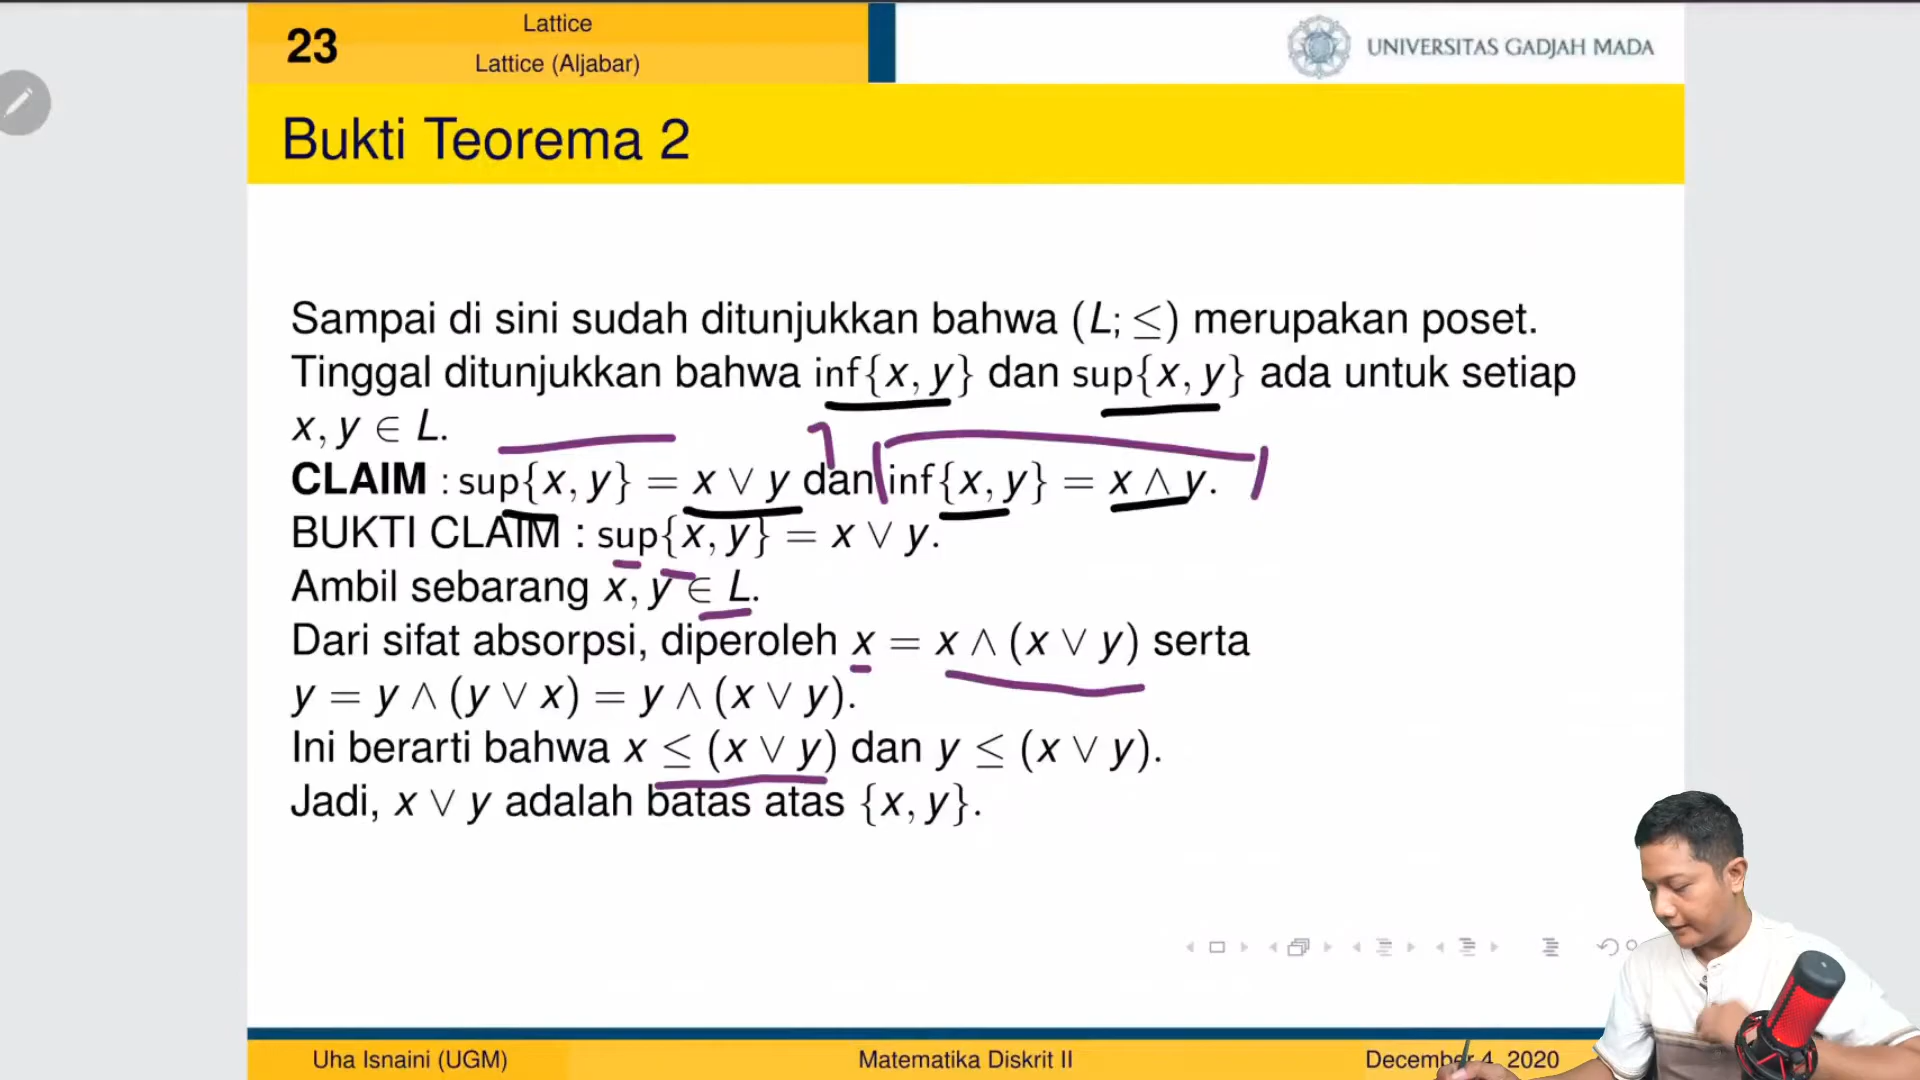 23
Lattice
Lattice (Aljabar)
UNIVERSITAS GADJAH MADA
Bukti Teorema 2
Sampai di sini sudah ditunjukkan bahwa (L; ≤) merupakan poset.
Tinggal ditunjukkan bahwa inf{x, y} dan sup{x, y} ada untuk setiap
x, y ∈ L.
CLAIM : sup{x, y} = x ∨ y dan inf{x, y} = x ∧ y.
BUKTI CLAIM : sup{x, y} = x ∨ y.
Ambil sebarang x, y ∈ L.
Dari sifat absorpsi, diperoleh x = x ∧ (x ∨ y) serta
y = y ∧ (y ∨ x) = y ∧ (x ∨ y).
Ini berarti bahwa x ≤ (x ∨ y) dan y ≤ (x ∨ y).
Jadi, x ∨ y adalah batas atas {x, y}.
Uha Isnaini (UGM)
Matematika Diskrit II
December 4, 2020